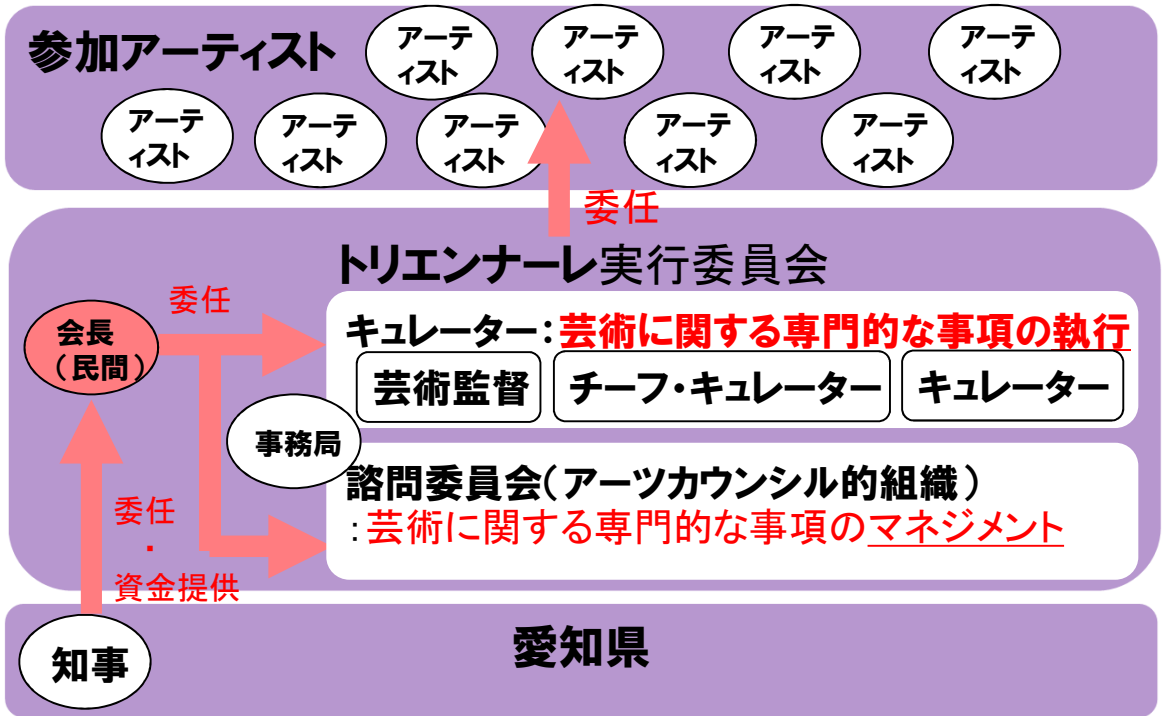 参加アーティスト
アーテ
ィスト
アーテ
ィスト
アーテ
ィスト
アーテ
ィスト
アーテ
ィスト
アーテ
ィスト
アーテ
ィスト
アーテ
ィスト
アーテ
ィスト
委任
トリエンナーレ実行委員会
委任
会長
（民間）
キュレーター：芸術に関する専門的な事項の執行
芸術監督
チーフ・キュレーター
キュレーター
事務局
諮問委員会（アーツカウンシル的組織）
：芸術に関する専門的な事項のマネジメント
委任
・
資金提供
知事
愛知県